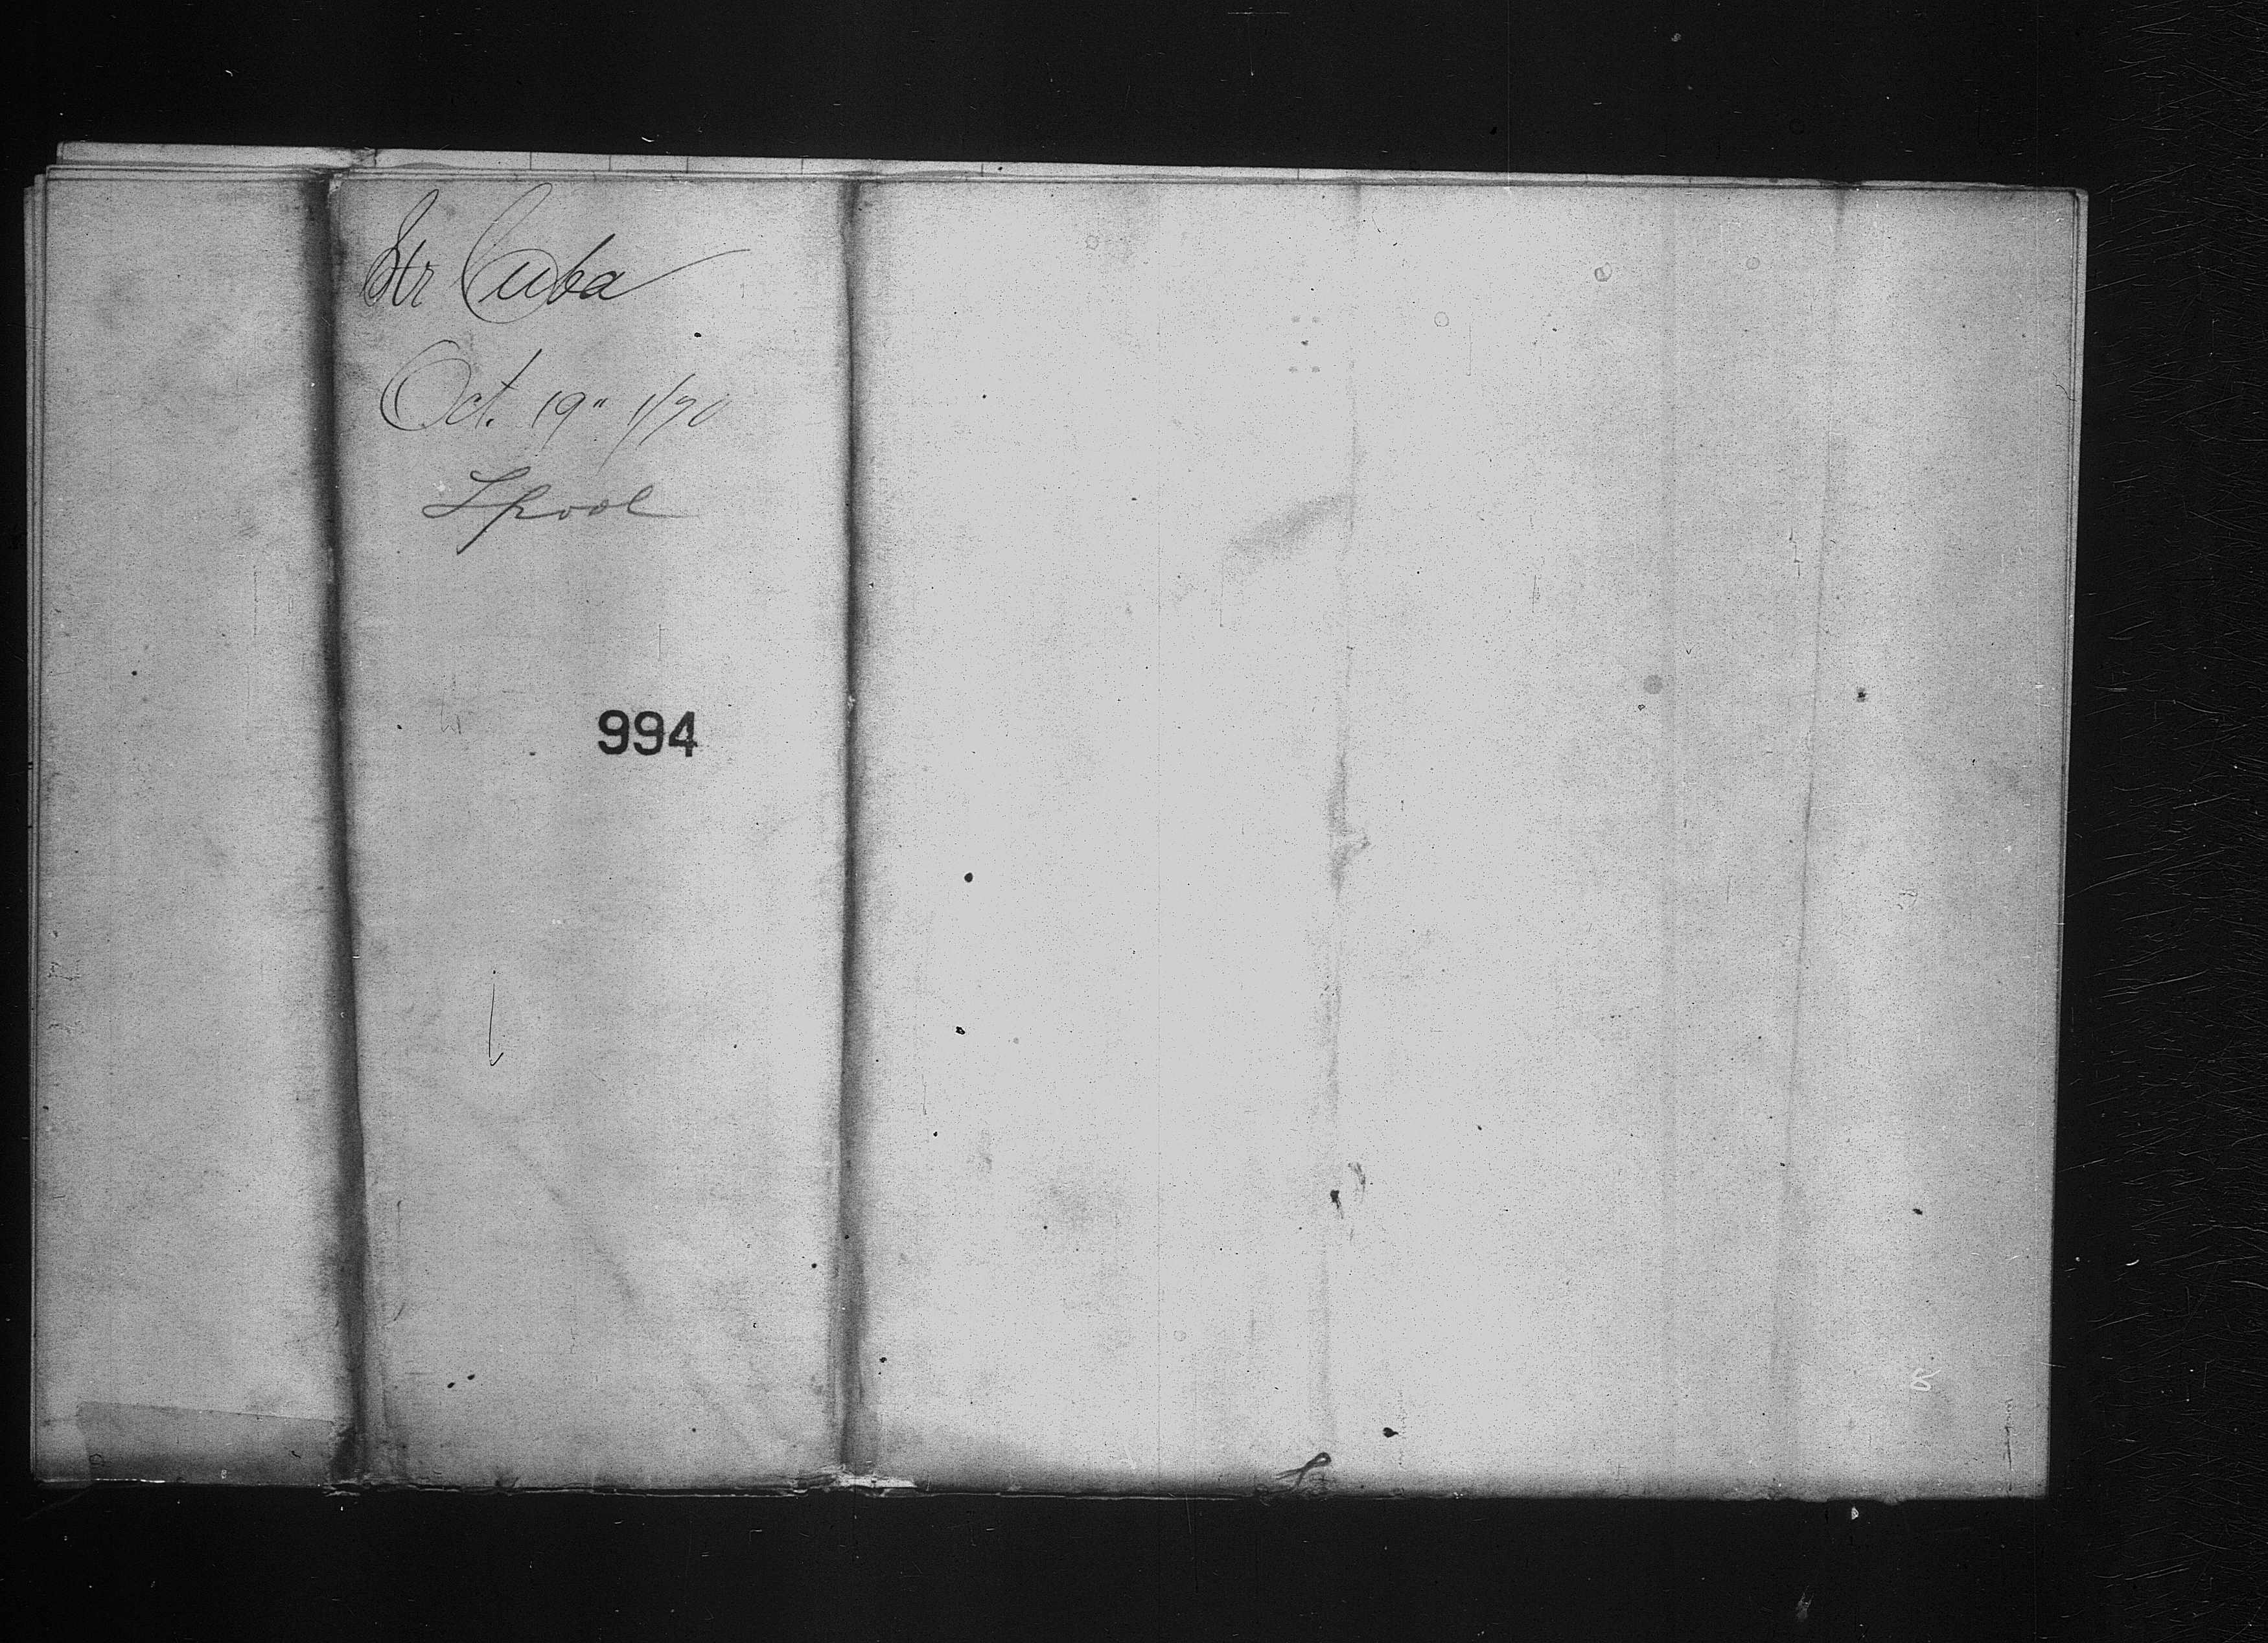 Str Cuba
Oct. 19" 1/70
Lpool
994